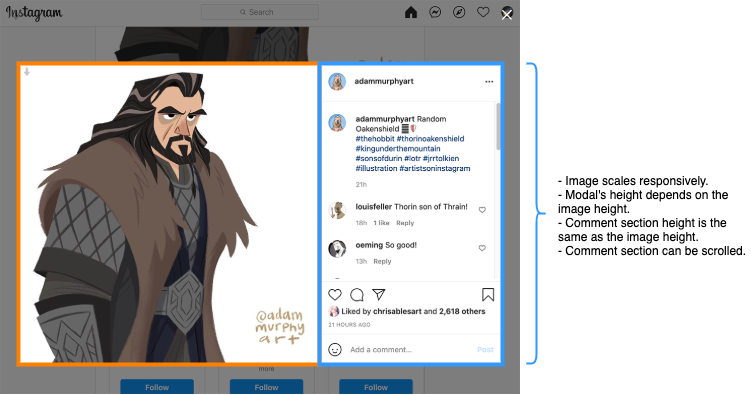 Instagram
Search
adammurphyart
adammurphyart Random
Oakenshield
#thehobbit #thorinoakenshield
#kingunderthemountain
#sonsofdurin #lotr #jrrtolkien
#illustration #artistsoninstagram
21h
louisfeller Thorin son of Thrain!
18h 1 like Reply
oeming So good!
13h Reply
Liked by chrisablesart and 2,618 others
21 HOURS AGO
Add a comment... Post
@adam
murphy
art
more
Follow Follow Follow
- Image scales responsively.
- Modal's height depends on the
image height.
- Comment section height is the
same as the image height.
- Comment section can be scrolled.